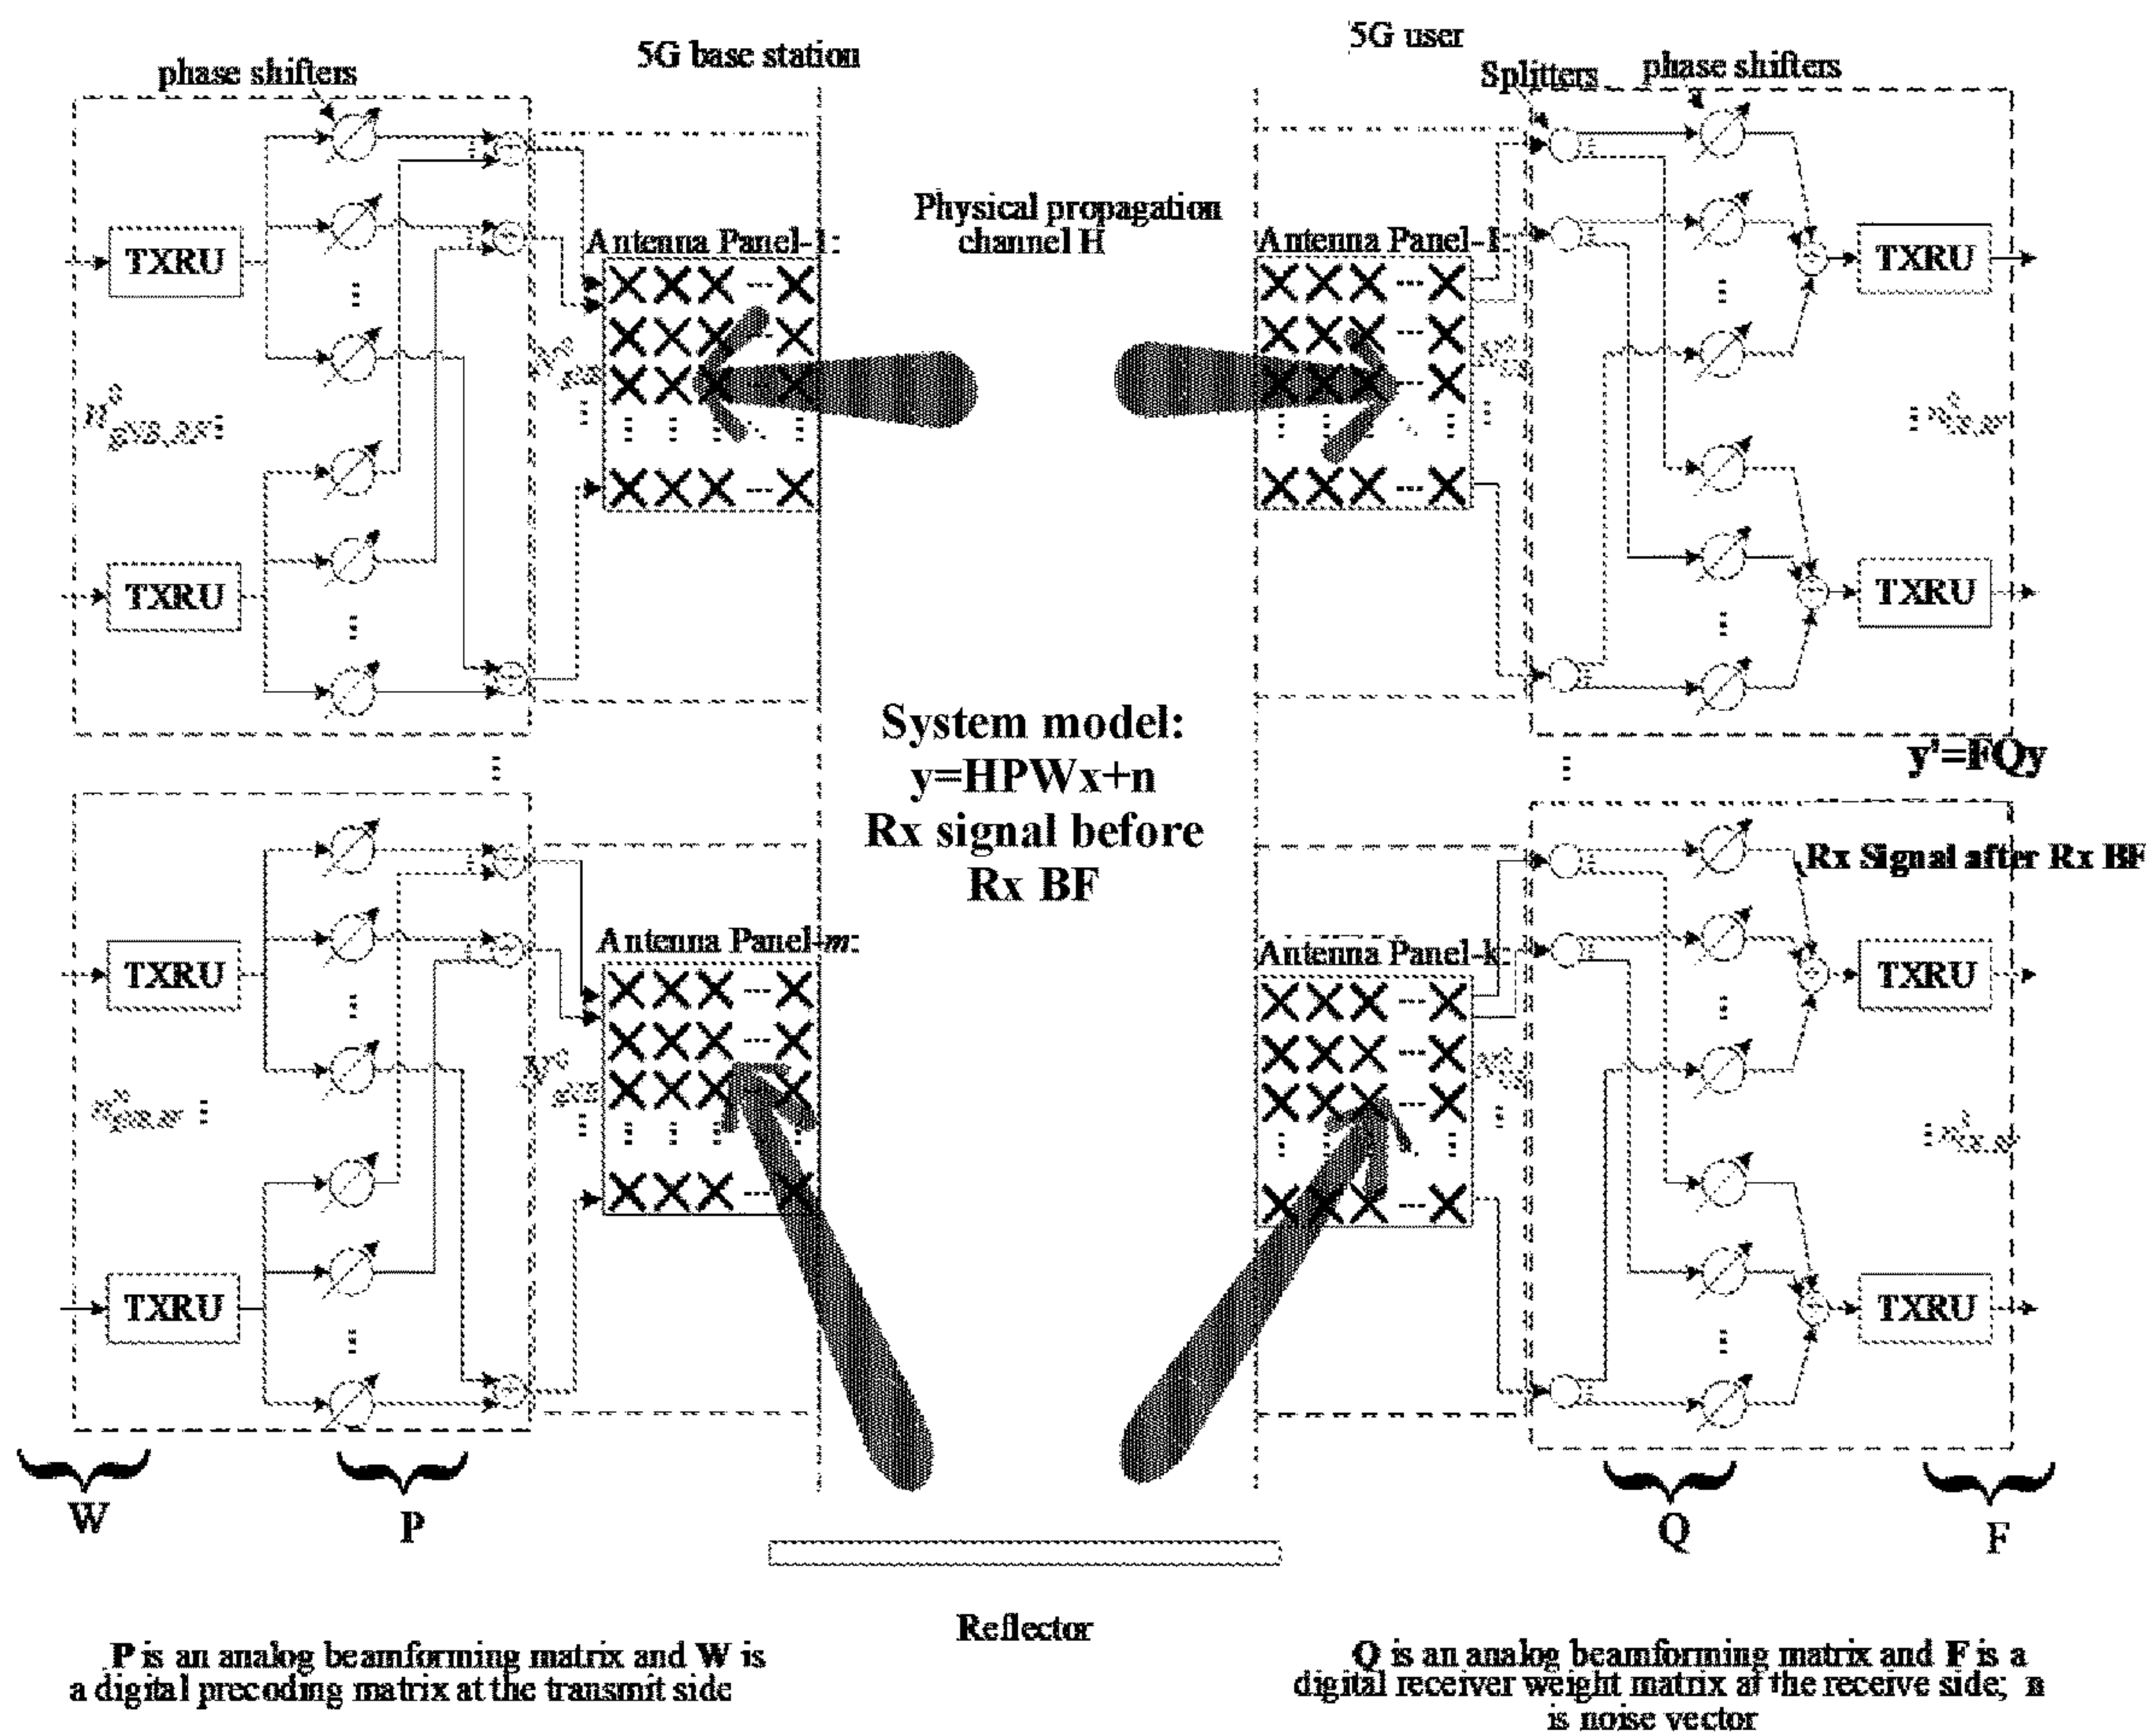 5G base station
5G user
phase shifters
Splitters
phase shifters
Physical propagation
channel H
Antenna Panel-1:
Antenna Panel-1:
TXRU
TXRU
TXRU
TXRU
System model:
y=HPWx+n
Rx signal before
Rx BF
y'=FQy
Rx Signal after Rx BF
Antenna Panel-m:
Antenna Panel-k:
TXRU
TXRU
TXRU
TXRU
W
P
Q
F
Reflector
P is an analog beamforming matrix and W is
a digital precoding matrix at the transmit side
Q is an analog beamforming matrix and F is a
digital receiver weight matrix at the receive side; n
is noise vector